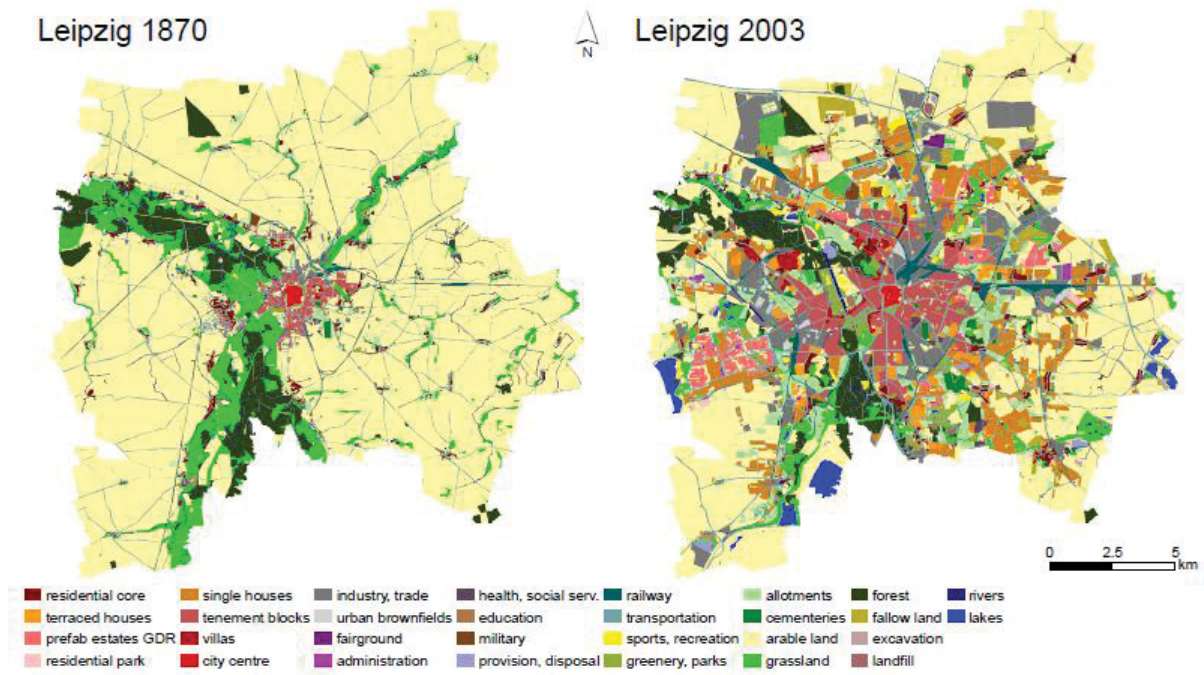 Leipzig 1870
N
Leipzig 2003
0 2.5 5
km
residential core single houses industry, trade health, social serv. railway allotments forest rivers
terraced houses tenement blocks urban brownfields education transportation cemeteries fallow land lakes
prefab estates GDR villas fairground military sports, recreation arable land excavation
residential park city centre administration provision, disposal greenery, parks grassland landfill